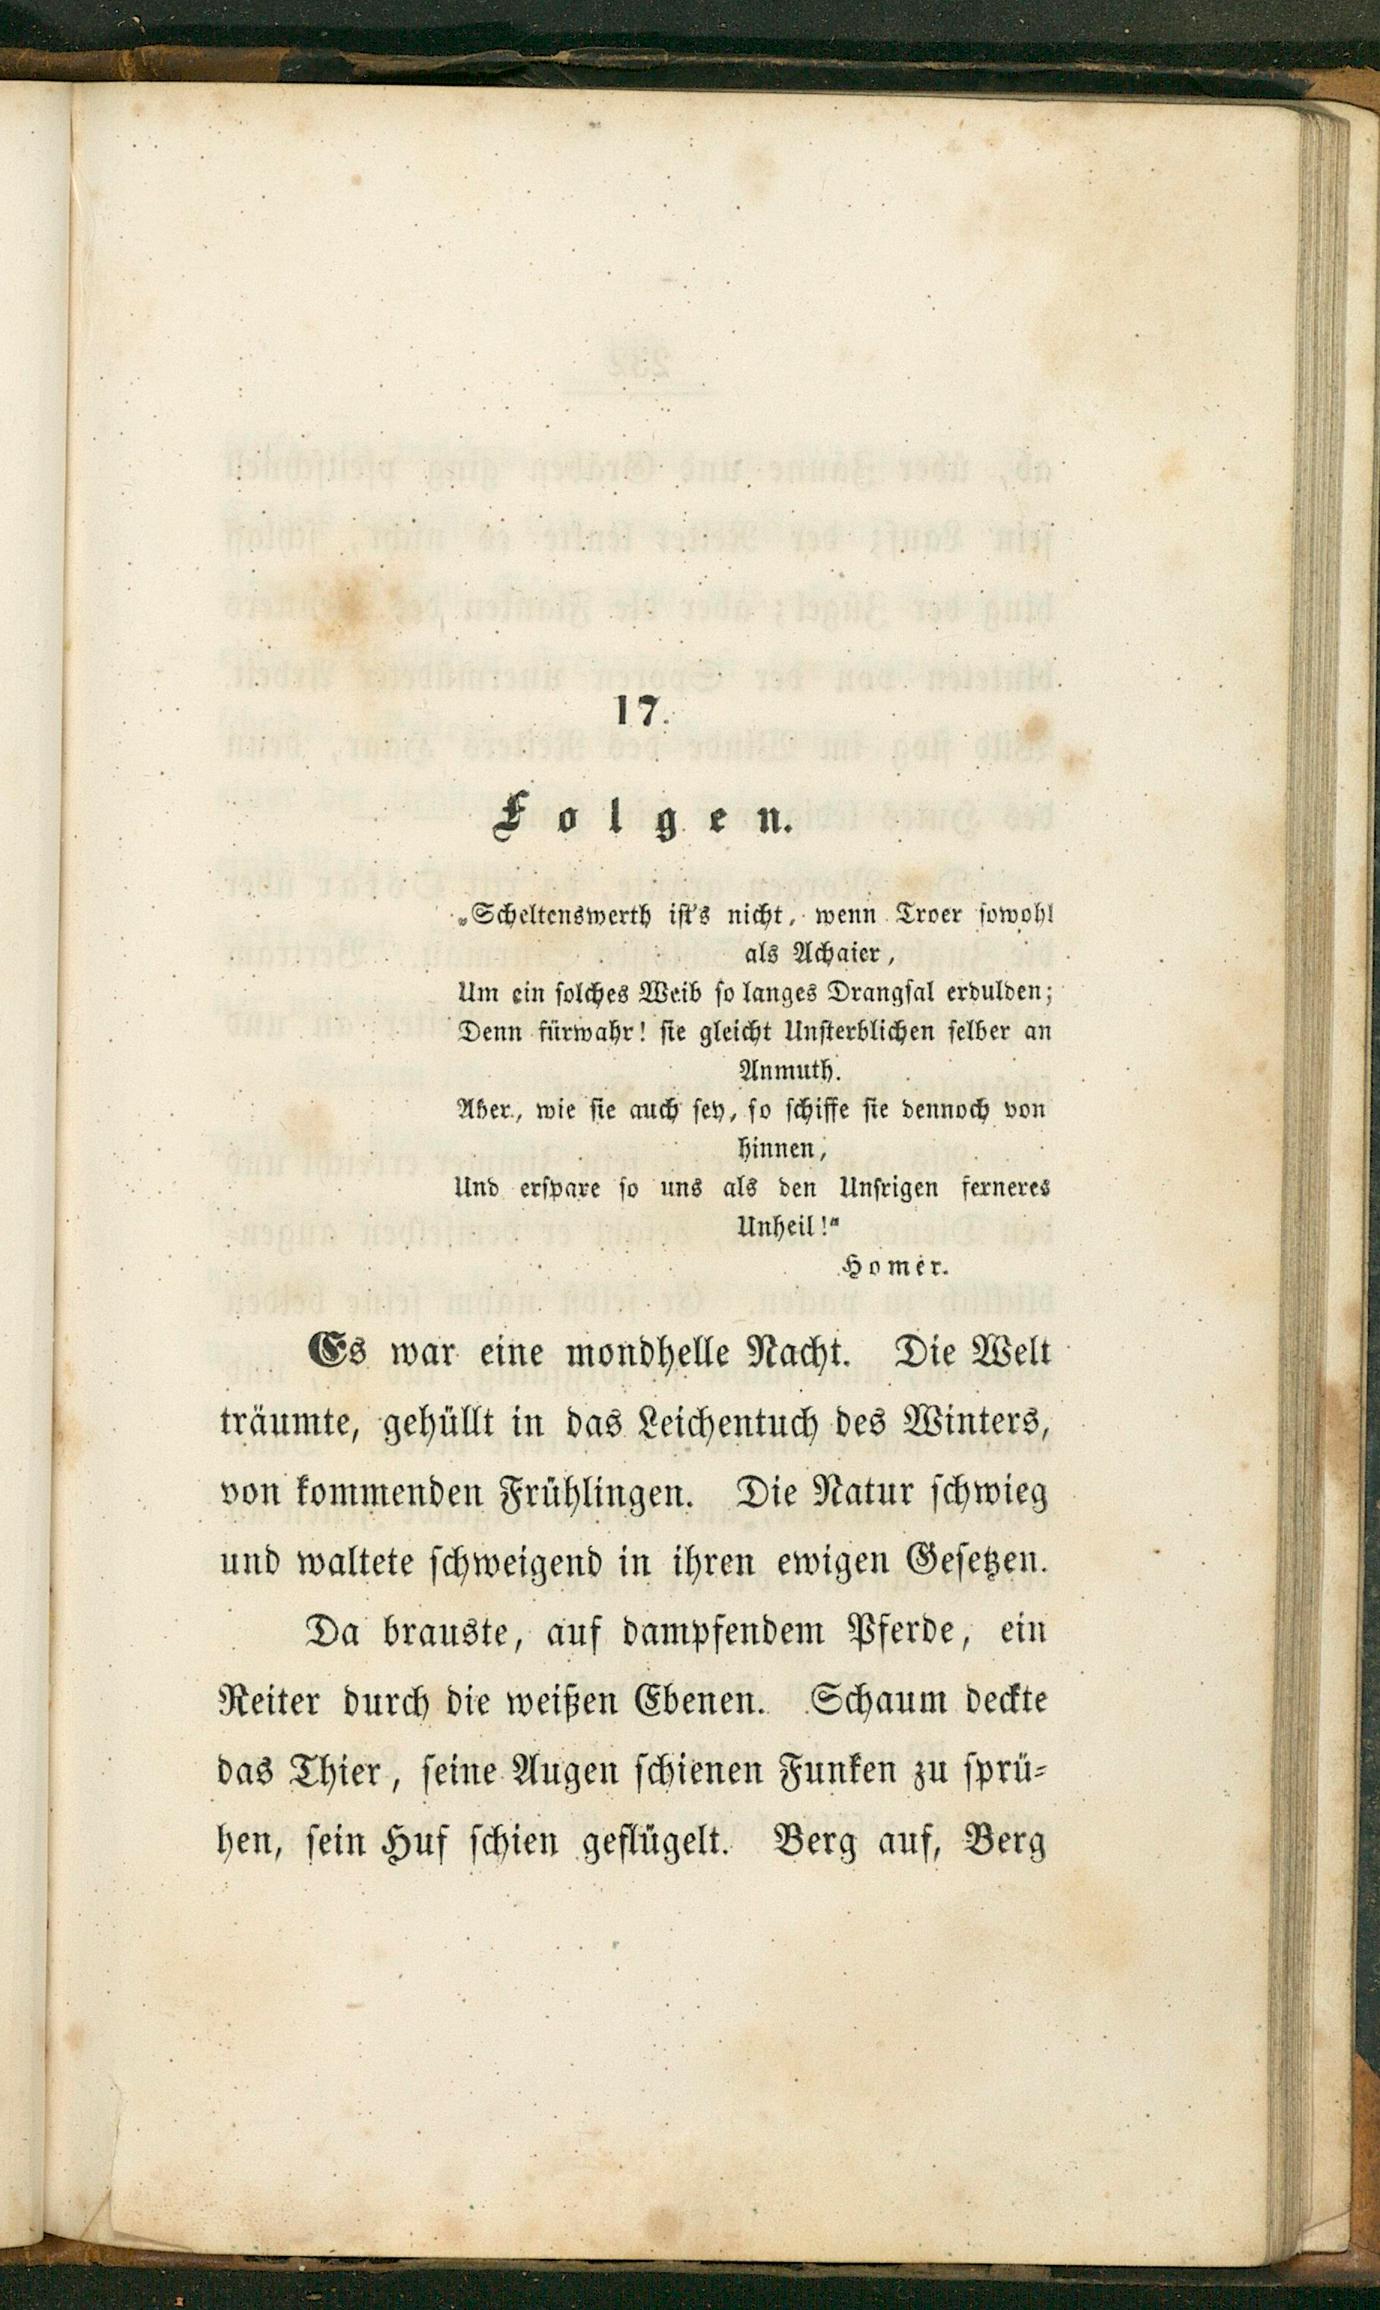 17.
Folgen.
„Scheltenswerth ist's nicht, wenn Troer sowohl
als Achaier,
Um ein solches Weib so langes Drangsal erdulden;
Denn fürwahr! sie gleicht Unsterblichen selber an
Anmuth.
Aber, wie sie auch sey, so schiffe sie dennoch von
hinnen,
Und erspare so uns als den Unsrigen ferneres
Unheil!“
Homer.
Es war eine mondhelle Nacht. Die Welt
träumte, gehüllt in das Leichentuch des Winters,
von kommenden Frühlingen. Die Natur schwieg
und waltete schweigend in ihren ewigen Gesetzen.
Da brauste, auf dampfendem Pferde, ein
Reiter durch die weißen Ebenen. Schaum deckte
das Thier, seine Augen schienen Funken zu sprü-
hen, sein Huf schien geflügelt. Berg auf, Berg